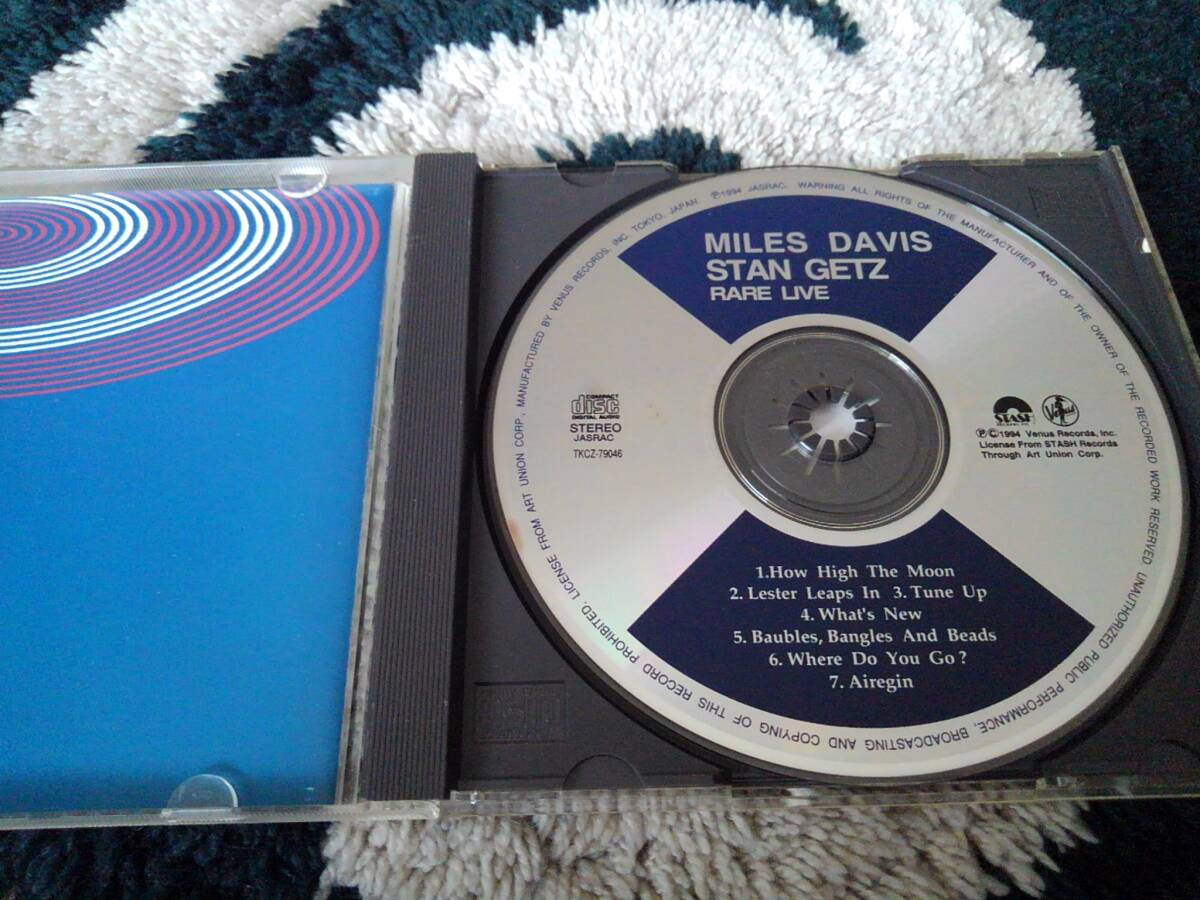 MILES DAVIS
STAN GETZ
RARE LIVE
COMPACT
disc
DIGITAL AUDIO
STEREO
JASRAC
TKCZ-79046
STASH
Venus
℗©1994 Venus Records, Inc.
License From STASH Records
Through Art Union Corp.
1.How High The Moon
2. Lester Leaps In 3. Tune Up
4. What's New
5. Baubles, Bangles And Beads
6. Where Do You Go?
7. Airegin
℗1994 JASRAC. WARNING ALL RIGHTS OF THE MANUFACTURER AND OF THE OWNER OF THE RECORDED WORK RESERVED. UNAUTHORIZED PUBLIC PERFORMANCE, BROADCASTING AND COPYING OF THIS RECORD PROHIBITED. LICENSE FROM ART UNION CORP., MANUFACTURED BY VENUS RECORDS, INC. TOKYO, JAPAN.